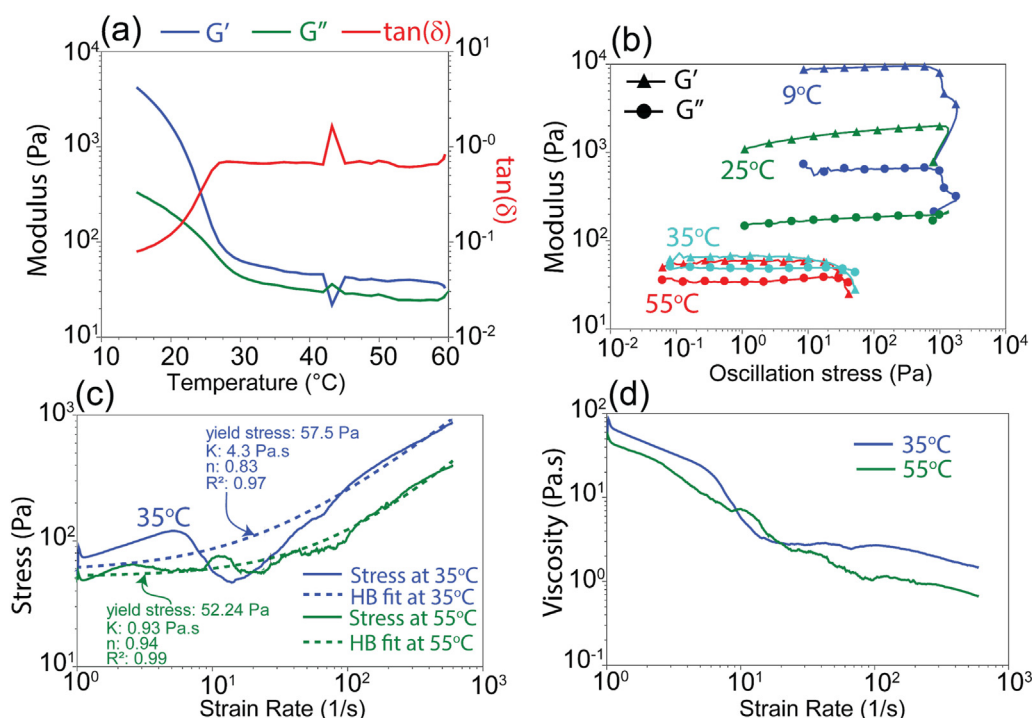 (a)
G′ G″ tan(δ)
10⁴
10³
10²
10¹
Modulus (Pa)
10¹
10⁻⁰
10⁻¹
10⁻²
tan(δ)
10 20 30 40 50 60
Temperature (°C)
(b)
G′
G″
9°C
25°C
35°C
55°C
10⁴
10³
10²
10¹
Modulus (Pa)
10⁻² 10⁻¹ 10⁰ 10¹ 10² 10³ 10⁴
Oscillation stress (Pa)
(c)
10³
10²
10¹
Stress (Pa)
yield stress: 57.5 Pa
K: 4.3 Pa.s
n: 0.83
R²: 0.97
35°C
yield stress: 52.24 Pa
K: 0.93 Pa.s
n: 0.94
R²: 0.99
Stress at 35°C
HB fit at 35°C
Stress at 55°C
HB fit at 55°C
10⁰ 10¹ 10² 10³
Strain Rate (1/s)
(d)
35°C
55°C
10²
10¹
10⁰
10⁻¹
Viscosity (Pa.s)
10⁰ 10¹ 10² 10³
Strain Rate (1/s)